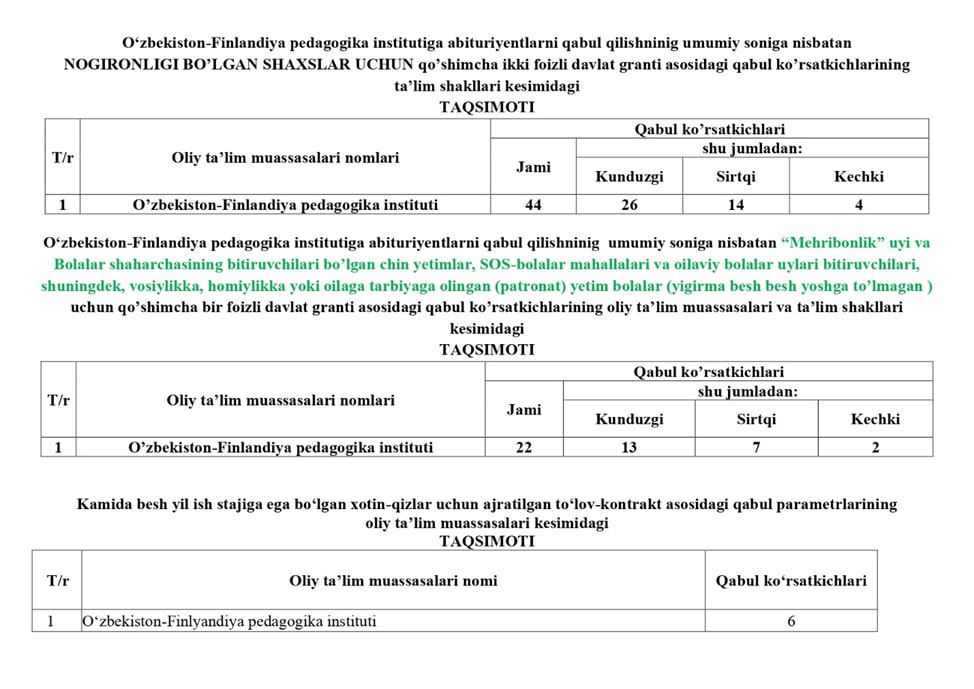 O‘zbekiston-Finlandiya pedagogika institutiga abituriyentlarni qabul qilishninig umumiy soniga nisbatan
NOGIRONLIGI BO’LGAN SHAXSLAR UCHUN qo’shimcha ikki foizli davlat granti asosidagi qabul ko’rsatkichlarining
ta’lim shakllari kesimidagi
TAQSIMOTI
T/r
Oliy ta’lim muassasalari nomlari
Qabul ko’rsatkichlari
Jami
shu jumladan:
Kunduzgi Sirtqi Kechki
1 O’zbekiston-Finlandiya pedagogika instituti 44 26 14 4
O‘zbekiston-Finlandiya pedagogika institutiga abituriyentlarni qabul qilishninig umumiy soniga nisbatan “Mehribonlik” uyi va
Bolalar shaharchasining bitiruvchilari bo’lgan chin yetimlar, SOS-bolalar mahallalari va oilaviy bolalar uylari bitiruvchilari,
shuningdek, vosiylikka, homiylikka yoki oilaga tarbiyaga olingan (patronat) yetim bolalar (yigirma besh besh yoshga to’lmagan )
uchun qo’shimcha bir foizli davlat granti asosidagi qabul ko’rsatkichlarining oliy ta’lim muassasalari va ta’lim shakllari
kesimidagi
TAQSIMOTI
T/r
Oliy ta’lim muassasalari nomlari
Qabul ko’rsatkichlari
Jami
shu jumladan:
Kunduzgi Sirtqi Kechki
1 O’zbekiston-Finlandiya pedagogika instituti 22 13 7 2
Kamida besh yil ish stajiga ega bo‘lgan xotin-qizlar uchun ajratilgan to‘lov-kontrakt asosidagi qabul parametrlarining
oliy ta’lim muassasalari kesimidagi
TAQSIMOTI
T/r Oliy ta’lim muassasalari nomi Qabul ko‘rsatkichlari
1 O‘zbekiston-Finlyandiya pedagogika instituti 6